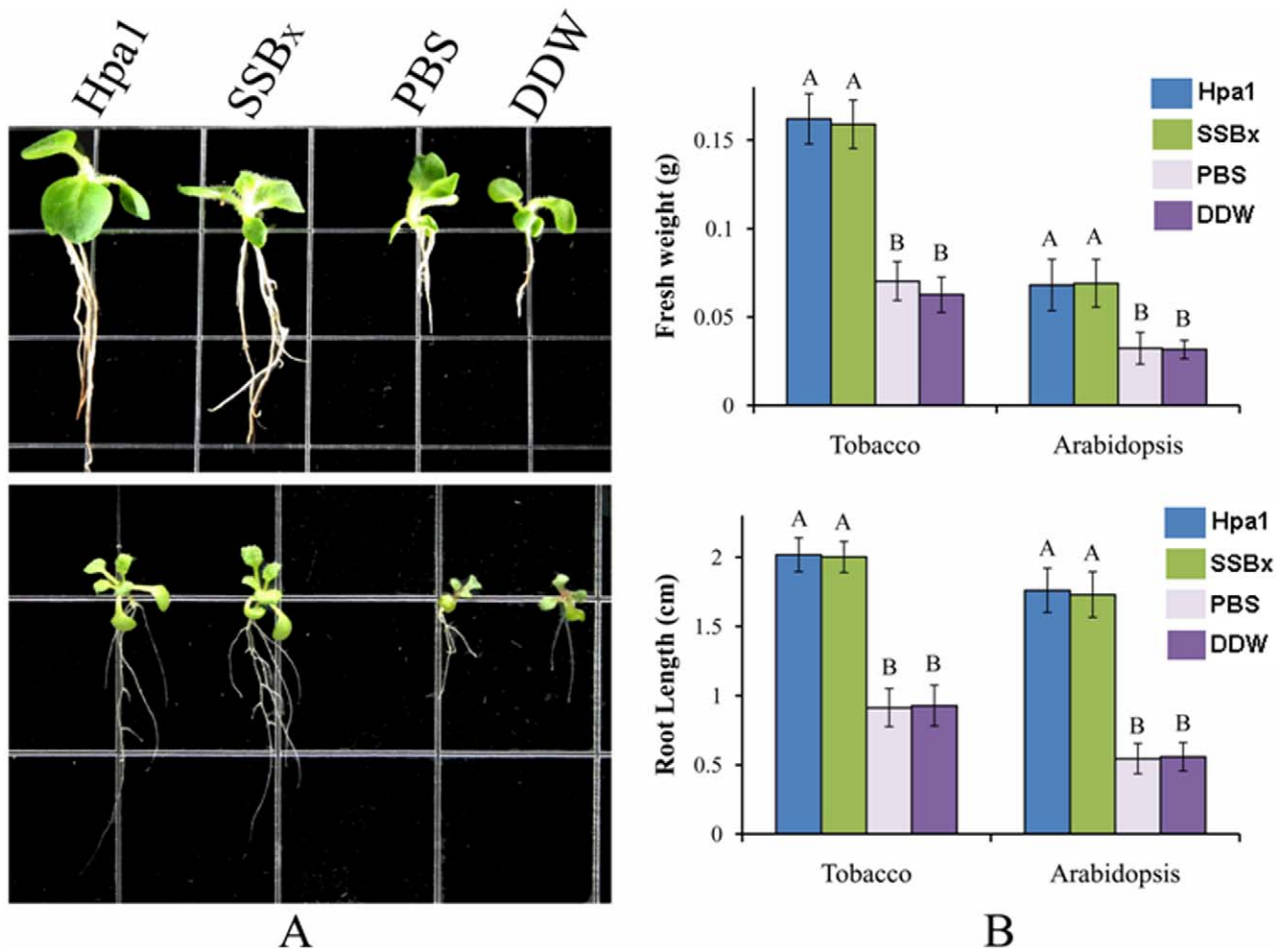 Hpa1
SSBx
PBS
DDW
A
Fresh weight (g)
0.15
0.1
0.05
0
A
A
B
B
A
A
B
B
Tobacco
Arabidopsis
Hpa1
SSBx
PBS
DDW
Root Length (cm)
2
1.5
1
0.5
0
A
A
B
B
A
A
B
B
Tobacco
Arabidopsis
Hpa1
SSBx
PBS
DDW
B